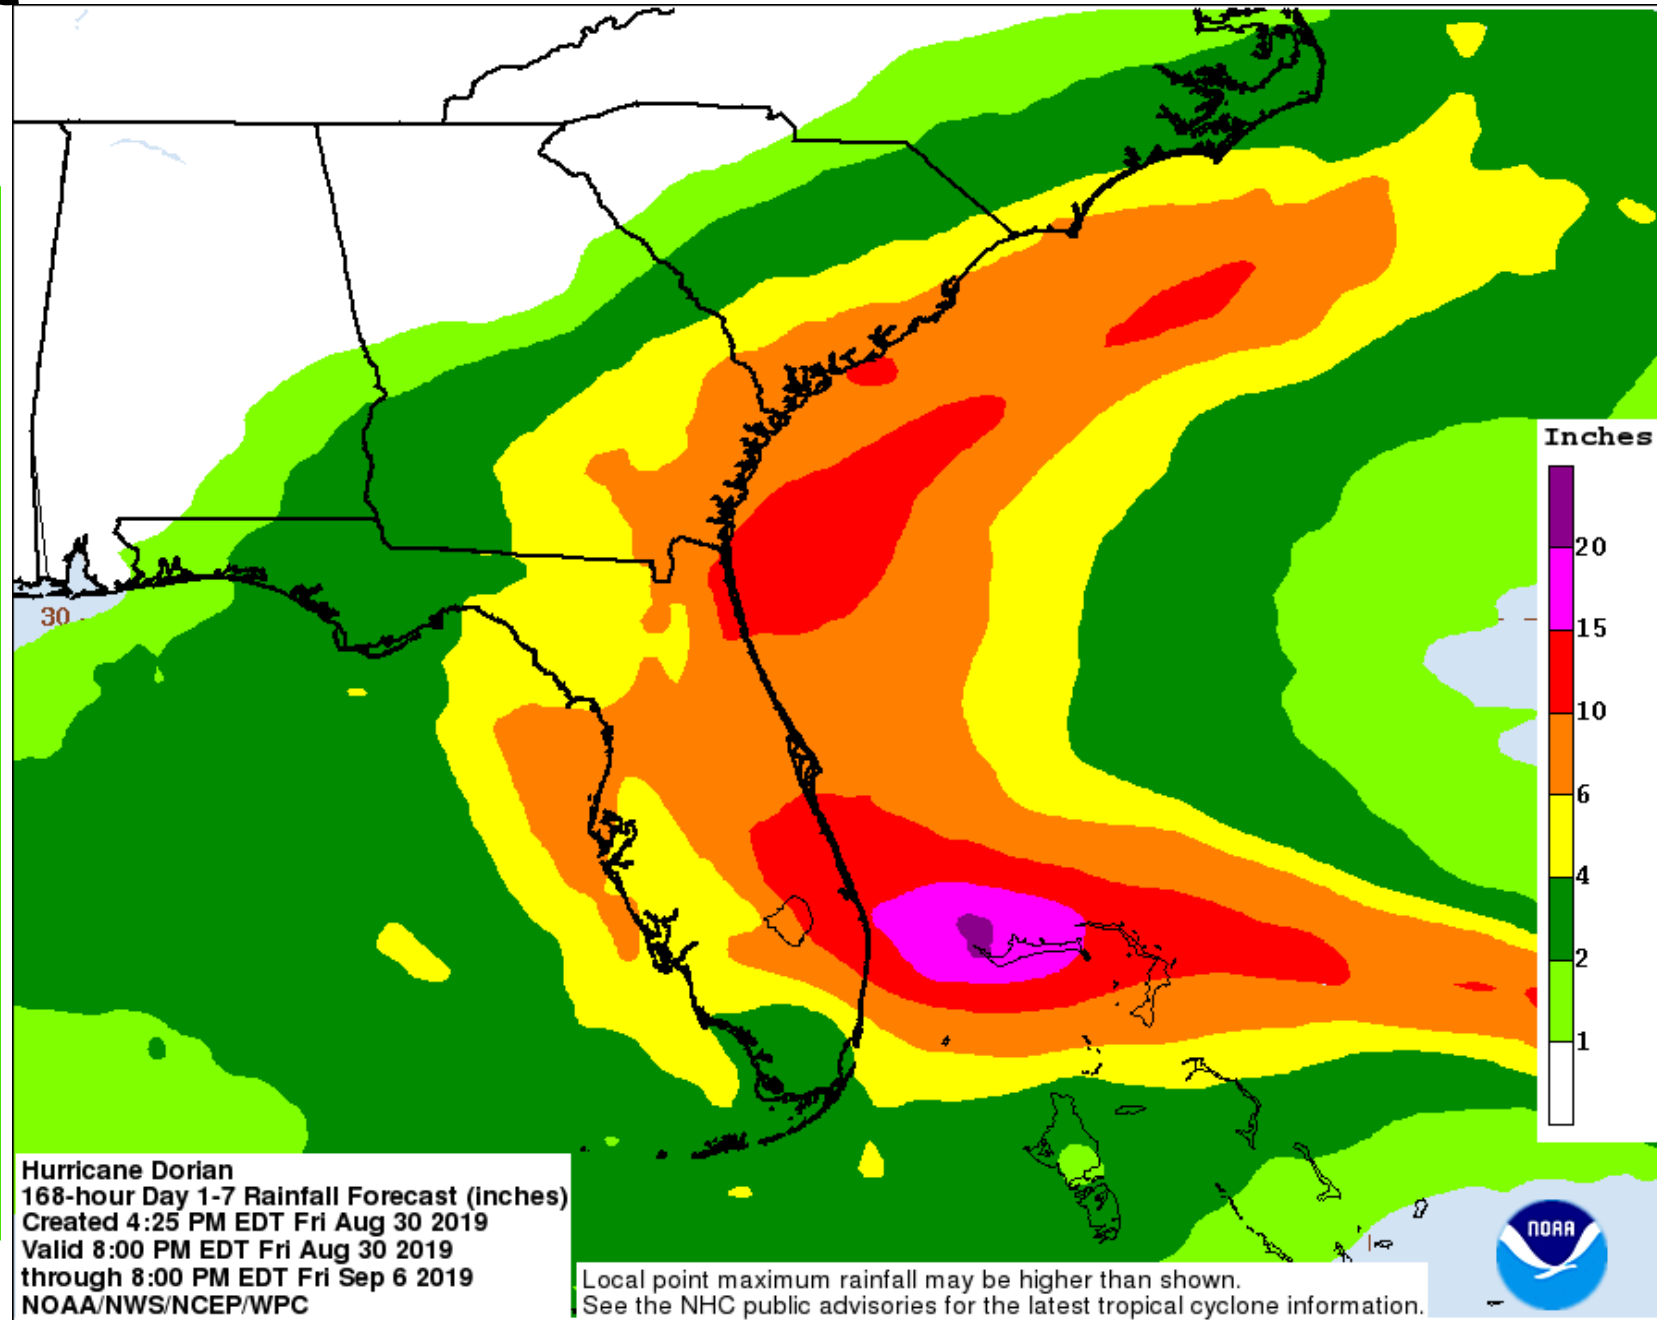 Inches
20
15
10
6
4
2
1
30
Hurricane Dorian
168-hour Day 1-7 Rainfall Forecast (inches)
Created 4:25 PM EDT Fri Aug 30 2019
Valid 8:00 PM EDT Fri Aug 30 2019
through 8:00 PM EDT Fri Sep 6 2019
NOAA/NWS/NCEP/WPC
Local point maximum rainfall may be higher than shown.
See the NHC public advisories for the latest tropical cyclone information.
NOAA